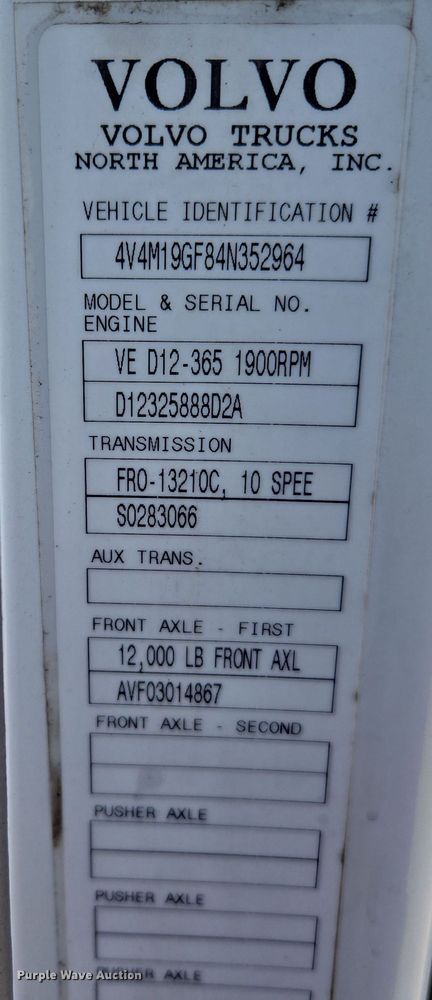 VOLVO
VOLVO TRUCKS
NORTH AMERICA, INC.
VEHICLE IDENTIFICATION #
4V4M19GF84N352964
MODEL & SERIAL NO.
ENGINE
VE D12-365 1900RPM
D12325888D2A
TRANSMISSION
FRO-13210C, 10 SPEE
S0283066
AUX TRANS.
FRONT AXLE - FIRST
12,000 LB FRONT AXL
AVF03014867
FRONT AXLE - SECOND
PUSHER AXLE
PUSHER AXLE
AXLE
Purple Wave Auction